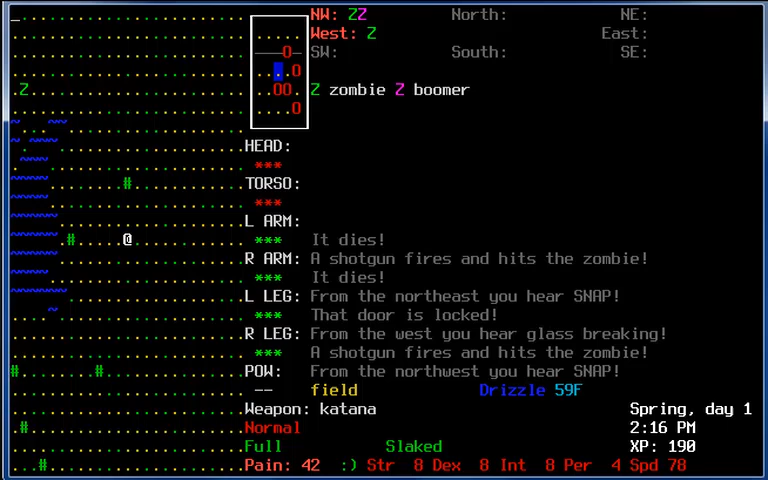 NW: ZZ North: NE:
West: Z East:
SW: South: SE:
Z zombie Z boomer
HEAD:
***
TORSO:
***
L ARM:
*** It dies!
R ARM: A shotgun fires and hits the zombie!
*** It dies!
L LEG: From the northeast you hear SNAP!
*** That door is locked!
R LEG: From the west you hear glass breaking!
*** A shotgun fires and hits the zombie!
POW: From the northwest you hear SNAP!
-- field Drizzle 59F
Weapon: katana Spring, day 1
Normal 2:16 PM
Full Slaked XP: 190
Pain: 42 :) Str 8 Dex 8 Int 8 Per 4 Spd 78